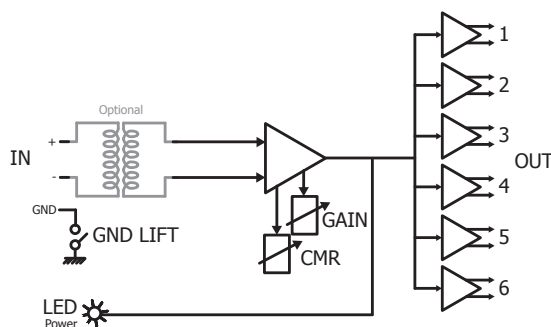 Optional
IN
+
-
GND
GND LIFT
GAIN
CMR
LED
Power
1
2
3
OUT
4
5
6